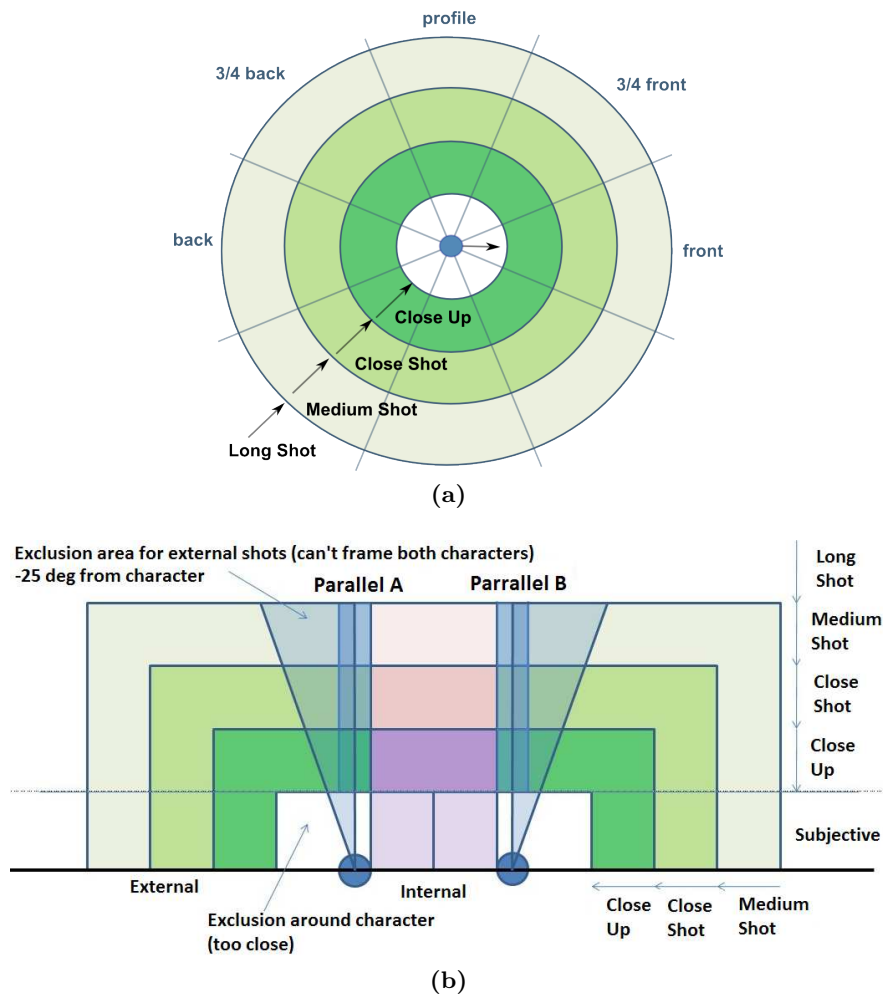 profile
3/4 back
3/4 front
back
front
Close Up
Close Shot
Medium Shot
Long Shot
(a)
Exclusion area for external shots (can't frame both characters)
-25 deg from character
Parallel A
Parrallel B
Long
Shot
Medium
Shot
Close
Shot
Close
Up
Subjective
External
Internal
Exclusion around character
(too close)
Close
Up
Close
Shot
Medium
Shot
(b)